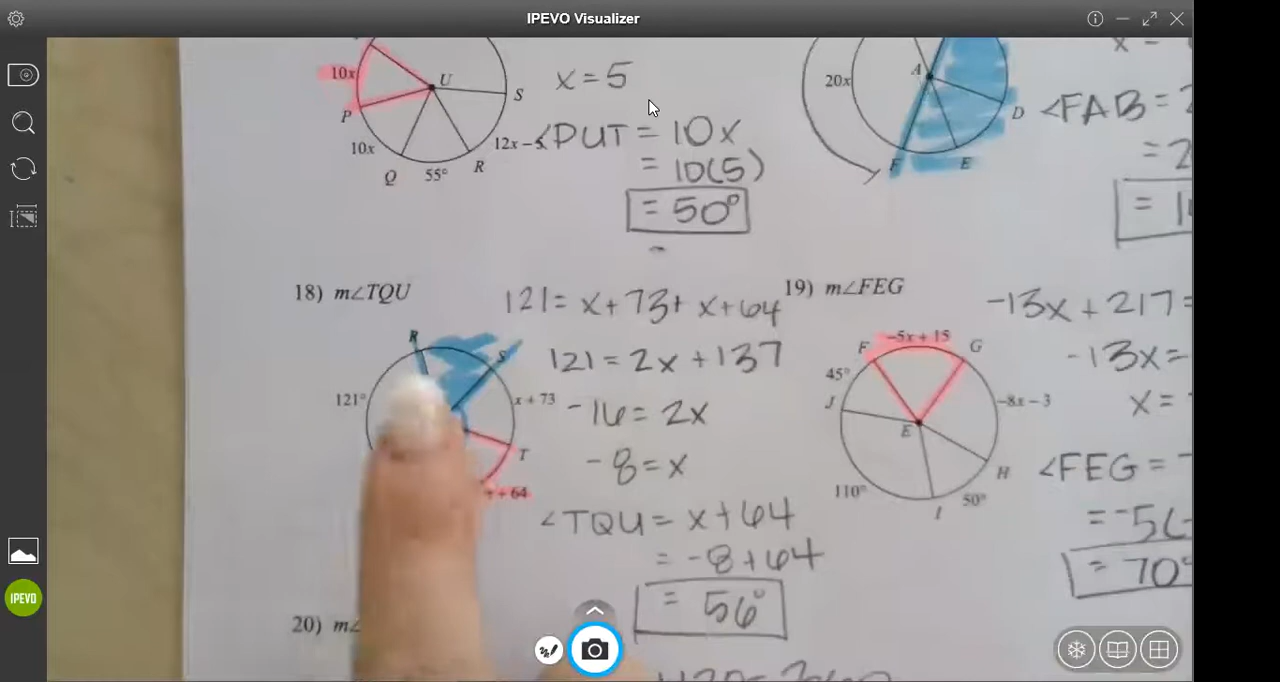 IPEVO Visualizer
10x
U
S
P
10x
Q
55°
R
12x – 5
x = 5
∠PUT = 10x
= 10(5)
= 50°
20x
A
D
F
E
x =
∠FAB =
=
=
18) m∠TQU
R
S
121°
x + 73
T
x + 64
121 = x + 73 + x + 64
121 = 2x + 137
-16 = 2x
-8 = x
∠TQU = x + 64
= -8 + 64
= 56°
19) m∠FEG
-5x + 15
F
G
45°
J
-8x – 3
E
H
110°
50°
I
-13x + 217 =
-13x =
x =
∠FEG =
= -5(
= 70°
20) m∠
IPEVO